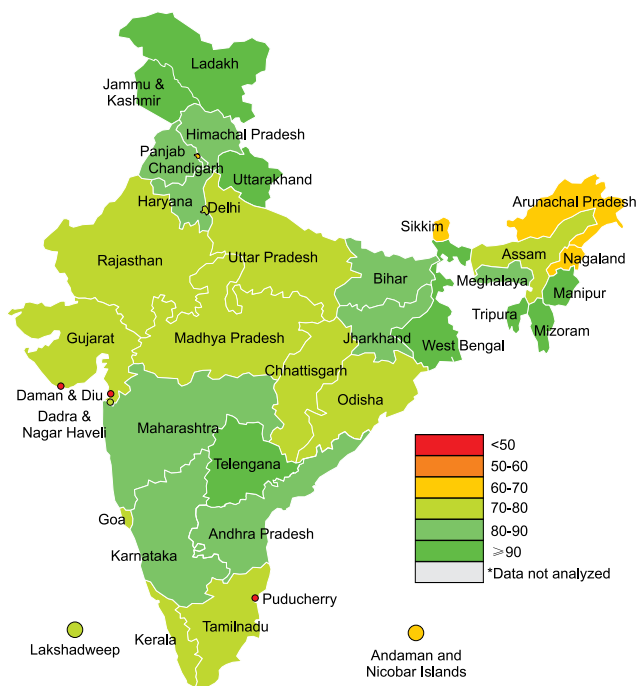 Ladakh
Jammu &
Kashmir
Himachal Pradesh
Panjab
Chandigarh
Uttarakhand
Haryana
Delhi
Arunachal Pradesh
Sikkim
Rajasthan
Uttar Pradesh
Assam
Nagaland
Bihar
Meghalaya
Manipur
Tripura
Mizoram
Gujarat
Madhya Pradesh
Jharkhand
West Bengal
Chhattisgarh
Daman & Diu
Dadra &
Nagar Haveli
Odisha
Maharashtra
Telengana
Goa
Andhra Pradesh
Karnataka
<50
50-60
60-70
70-80
80-90
≥90
*Data not analyzed
Puducherry
Tamilnadu
Kerala
Lakshadweep
Andaman and
Nicobar Islands